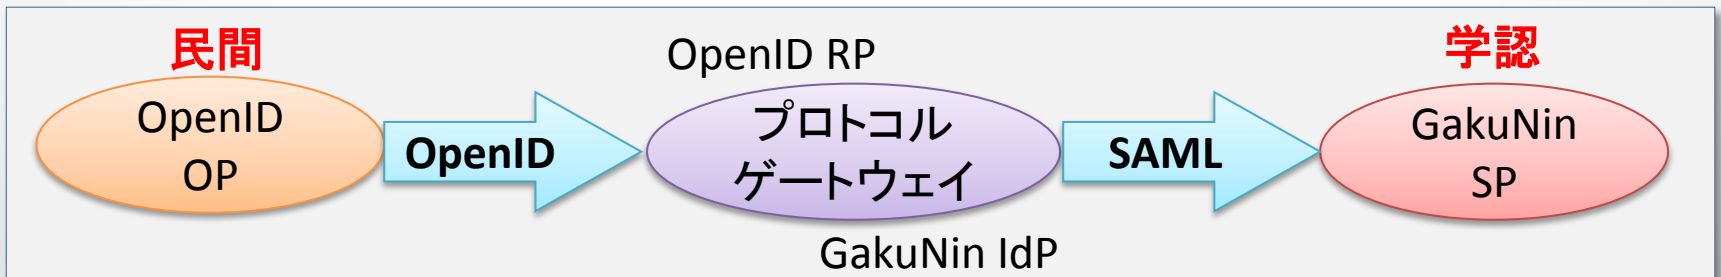 民間
OpenID RP
学認
OpenID
OP
OpenID
プロトコル
ゲートウェイ
SAML
GakuNin
SP
GakuNin IdP